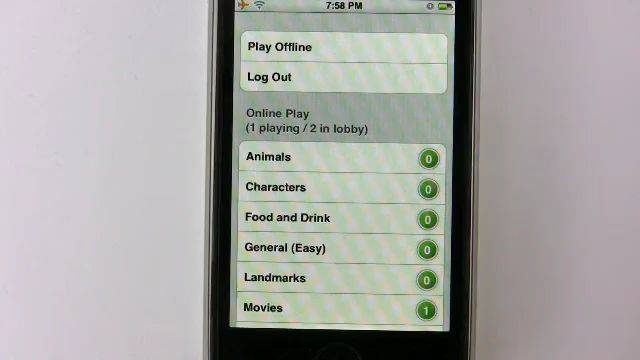 7:58 PM
Play Offline
Log Out
Online Play
(1 playing / 2 in lobby)
Animals 0
Characters 0
Food and Drink 0
General (Easy) 0
Landmarks 0
Movies 1